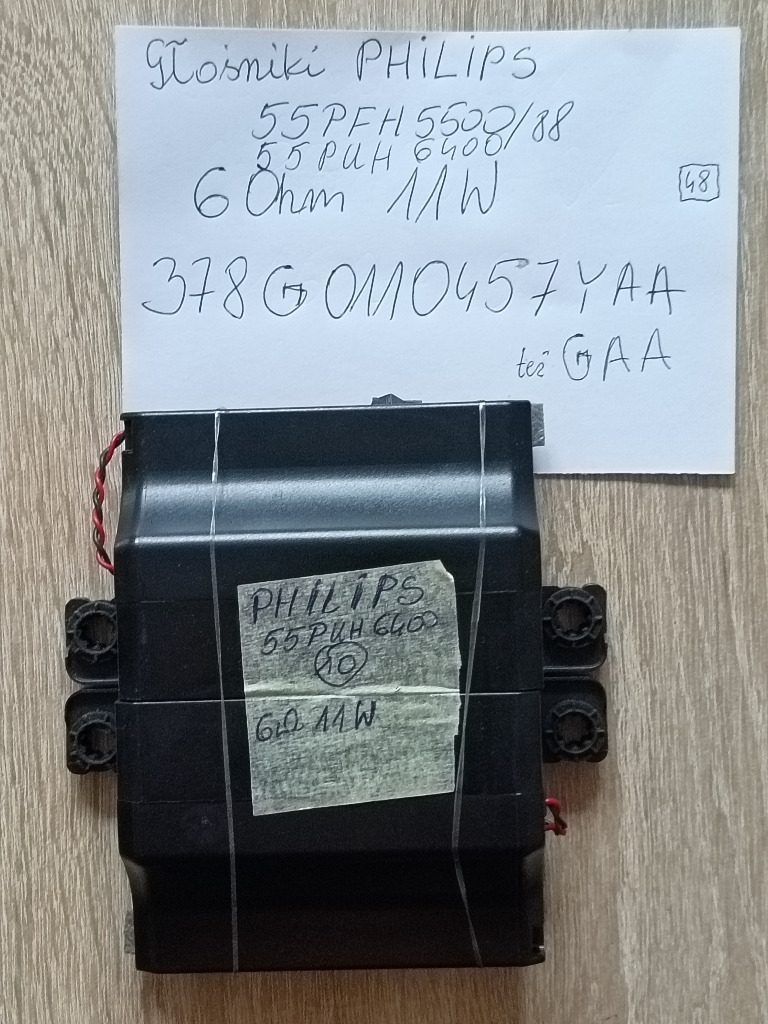 Głośniki PHILIPS
55PFH5500/88
55PUH6400
6 Ohm 11W
48
378G0110457YAA
też GAA
PHILIPS
55PUH6400
10
6Ω 11W